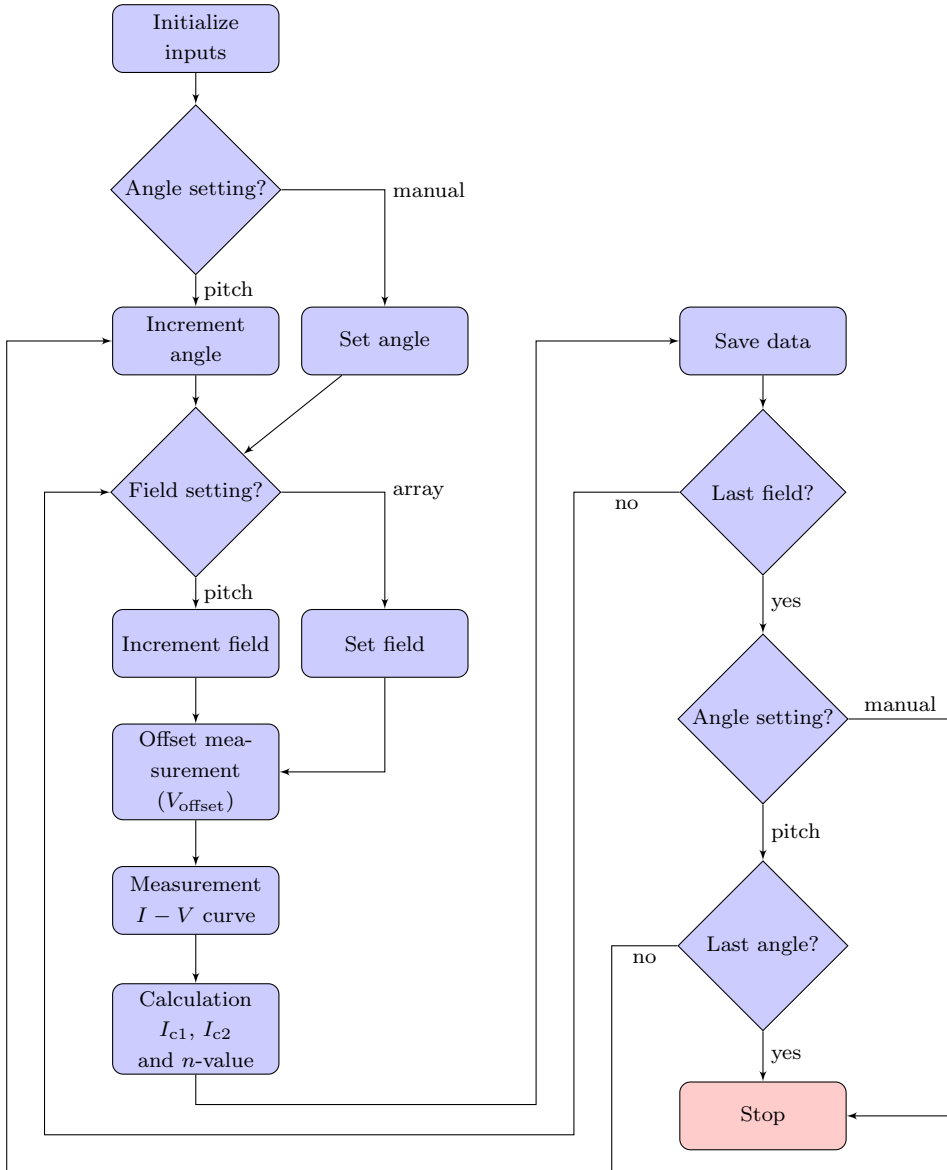 Initialize
inputs
Angle setting?
manual
pitch
Increment
angle
Set angle
Field setting?
array
pitch
Increment field
Set field
Offset mea-
surement
(V_offset)
Measurement
I − V curve
Calculation
I_c1, I_c2
and n-value
Save data
Last field?
no
yes
Angle setting?
manual
pitch
Last angle?
no
yes
Stop